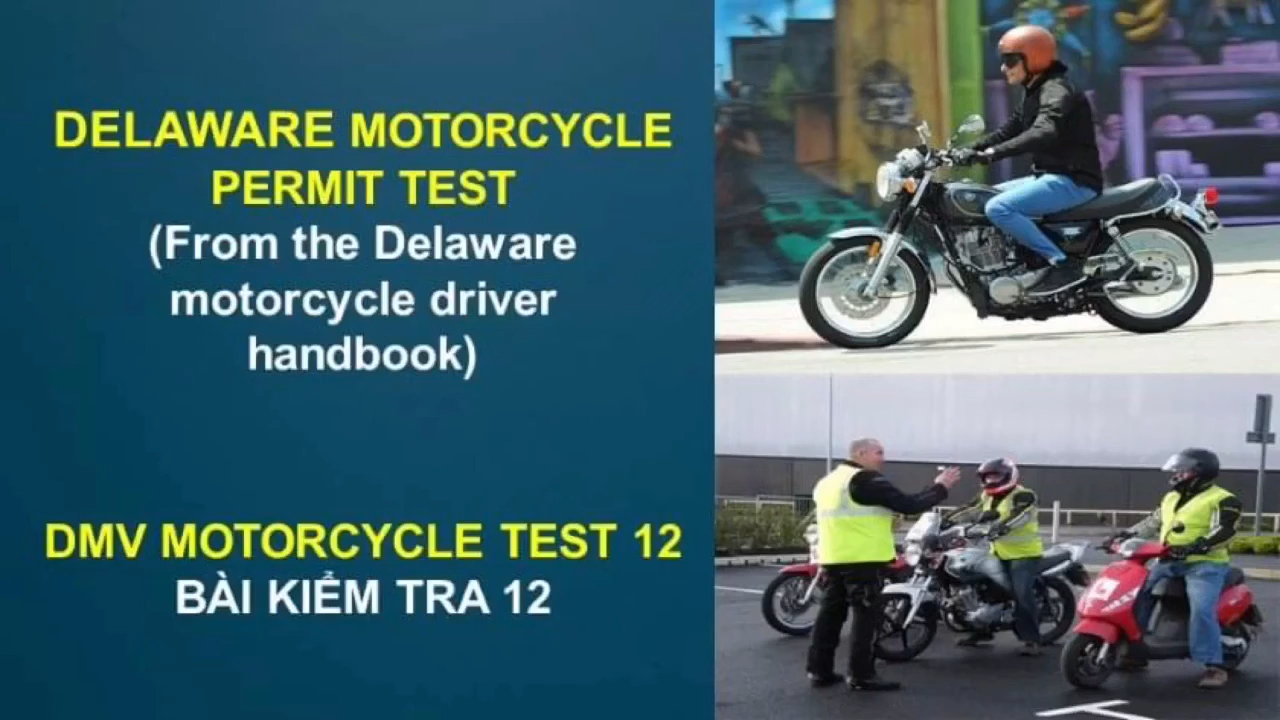 DELAWARE MOTORCYCLE
PERMIT TEST
(From the Delaware
motorcycle driver
handbook)
DMV MOTORCYCLE TEST 12
BÀI KIỂM TRA 12